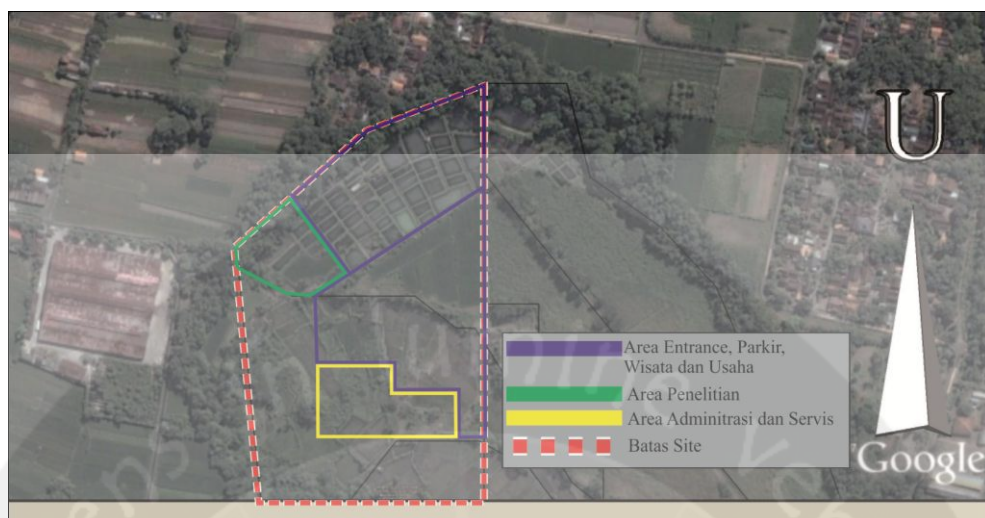 U
Area Entrance, Parkir,
Wisata dan Usaha
Area Penelitian
Area Adminitrasi dan Servis
Batas Site
Google